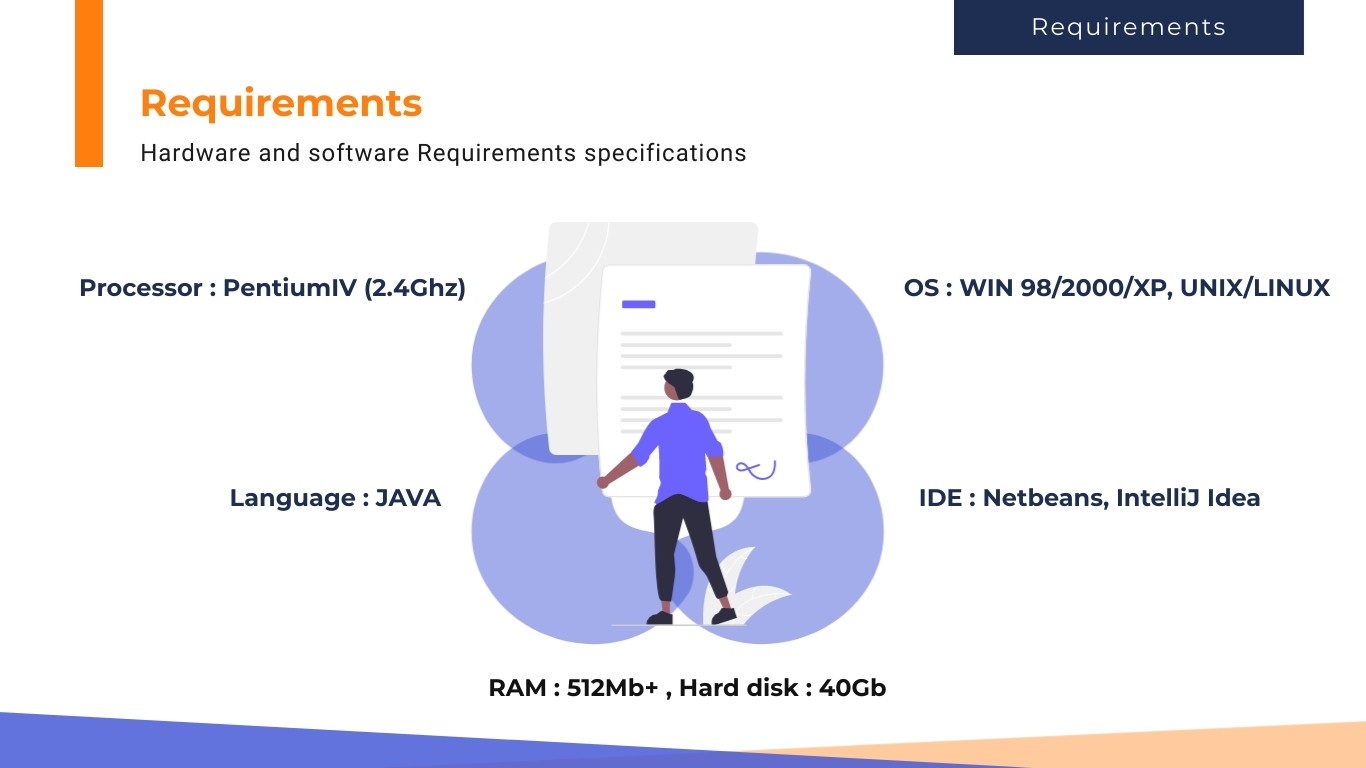 Requirements
Requirements
Hardware and software Requirements specifications
Processor : PentiumIV (2.4Ghz)
OS : WIN 98/2000/XP, UNIX/LINUX
Language : JAVA
IDE : Netbeans, IntelliJ Idea
RAM : 512Mb+ , Hard disk : 40Gb